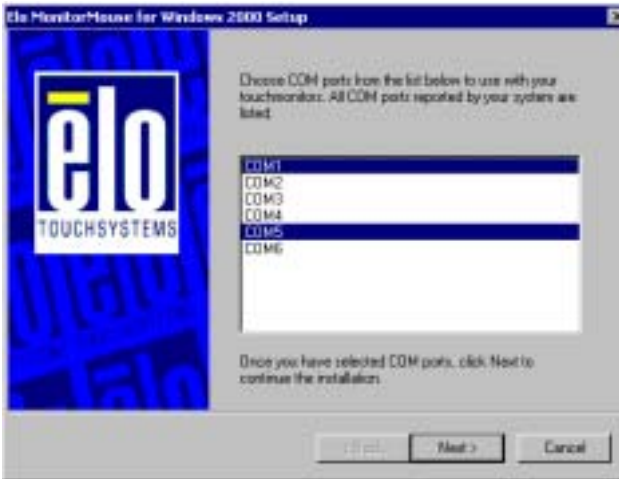 Elo MonitorMouse for Windows 2000 Setup
elo
TOUCHSYSTEMS
Choose COM ports from the list below to use with your
touchmonitors. All COM ports reported by your system are
listed.
COM1
COM2
COM3
COM4
COM5
COM6
Once you have selected COM ports, click Next to
continue the installation.
Next >
Cancel